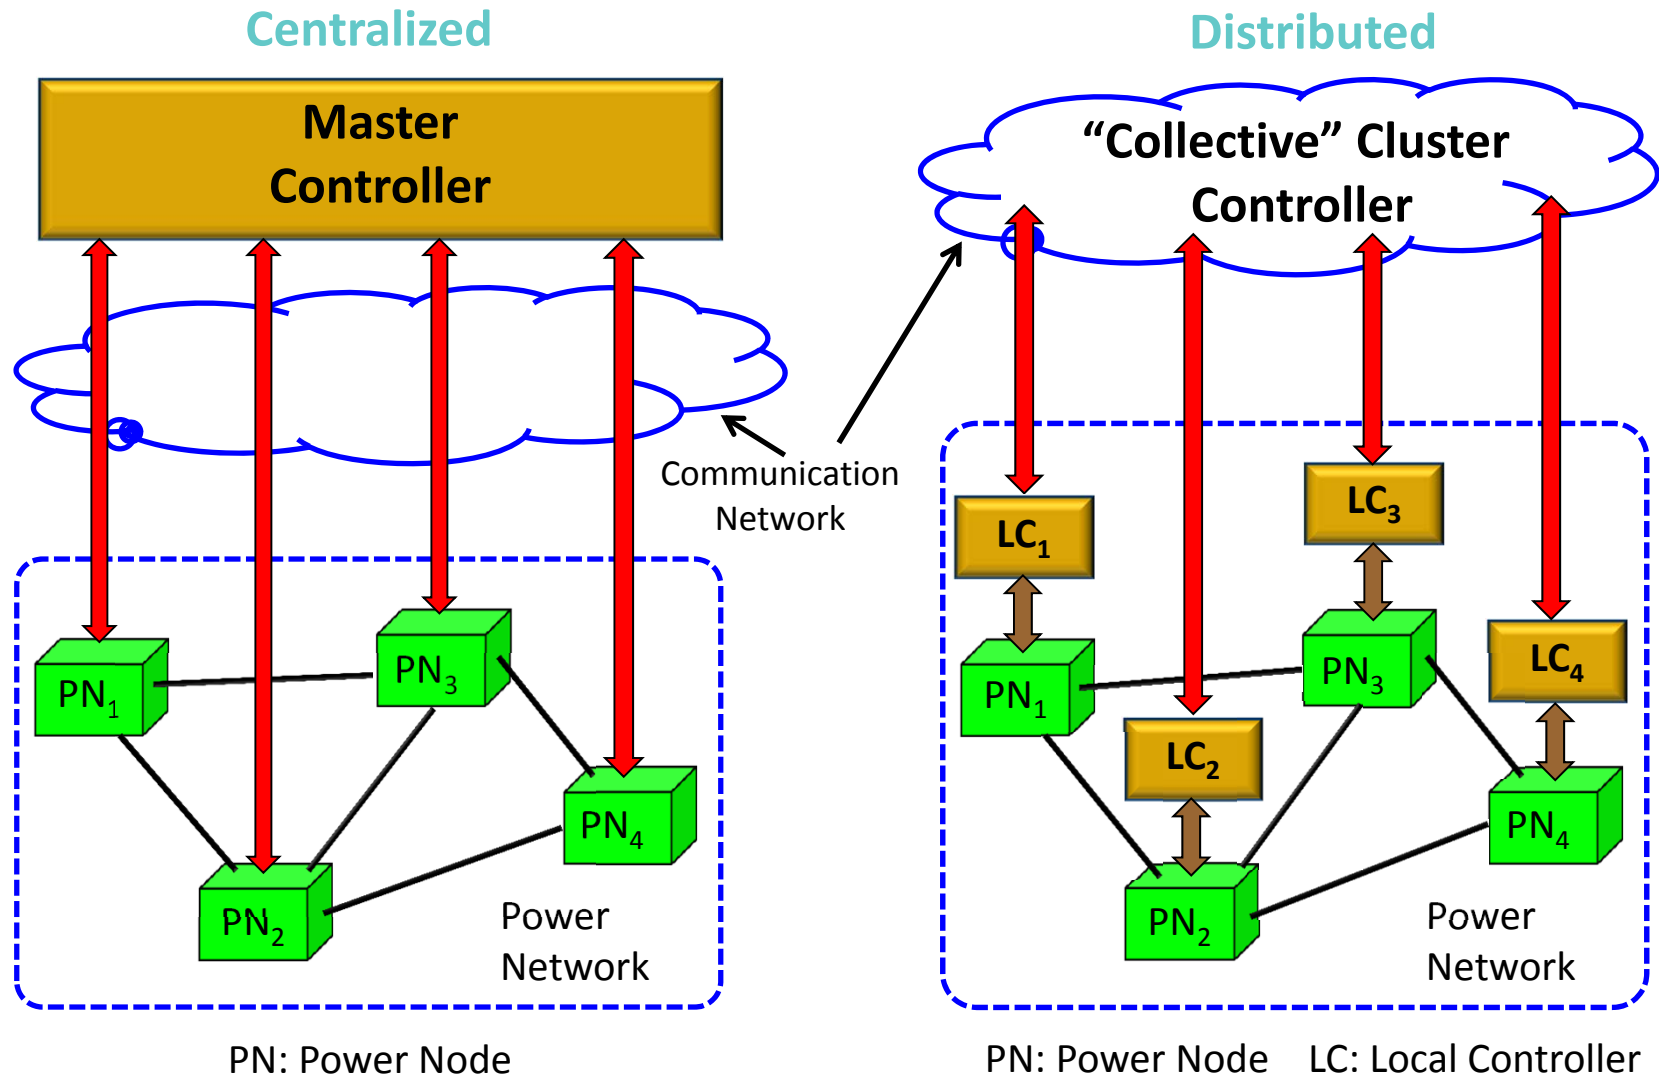 Centralized
Master
Controller
Communication
Network
PN₁
PN₃
PN₄
PN₂
Power
Network
PN: Power Node
Distributed
“Collective” Cluster
Controller
LC₃
LC₁
LC₄
PN₃
PN₁
LC₂
PN₄
PN₂
Power
Network
PN: Power Node LC: Local Controller